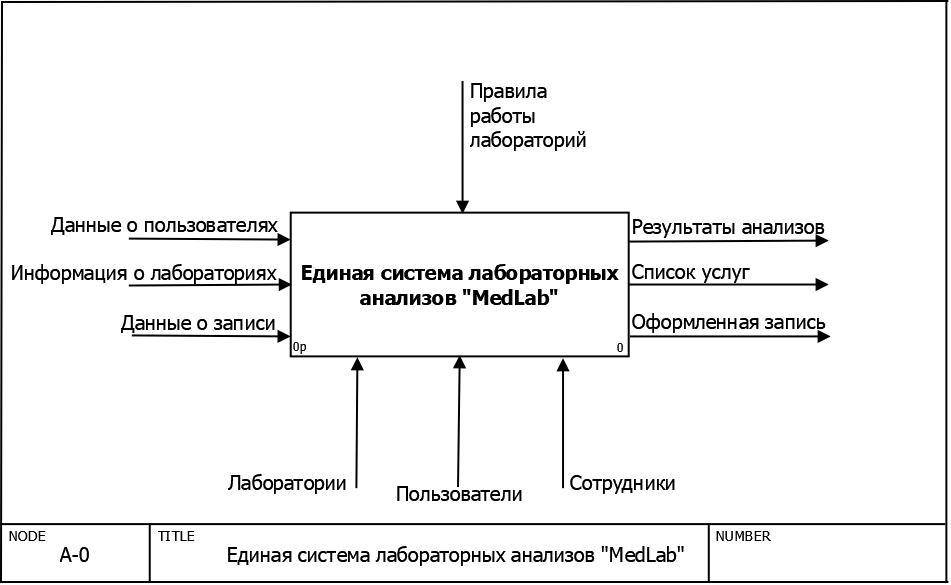 Правила
работы
лабораторий
Данные о пользователях
Результаты анализов
Информация о лабораториях
Единая система лабораторных
анализов "MedLab"
Список услуг
Данные о записи
Оформленная запись
0р
0
Лаборатории
Пользователи
Сотрудники
NODE
A-0
TITLE
Единая система лабораторных анализов "MedLab"
NUMBER